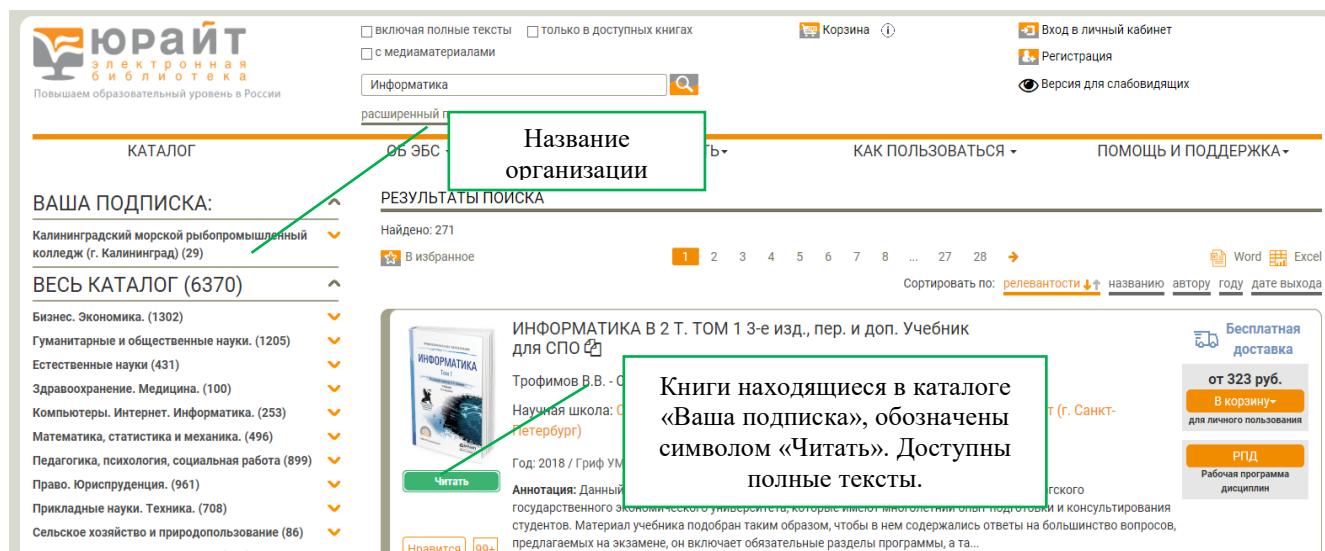 юрайт
электронная
библиотека
Повышаем образовательный уровень в России
включая полные тексты только в доступных книгах
с медиаматериалами
Информатика
расширенный
Корзина
Вход в личный кабинет
Регистрация
Версия для слабовидящих
Название
организации
КАТАЛОГ ОБ ЭБС КАК ПОЛЬЗОВАТЬСЯ ПОМОЩЬ И ПОДДЕРЖКА
ВАША ПОДПИСКА:
Калининградский морской рыбопромышленный
колледж (г. Калининград) (29)
ВЕСЬ КАТАЛОГ (6370)
Бизнес. Экономика. (1302)
Гуманитарные и общественные науки. (1205)
Естественные науки (431)
Здравоохранение. Медицина. (100)
Компьютеры. Интернет. Информатика. (253)
Математика, статистика и механика. (496)
Педагогика, психология, социальная работа (899)
Право. Юриспруденция. (961)
Прикладные науки. Техника. (708)
Сельское хозяйство и природопользование (86)
РЕЗУЛЬТАТЫ ПОИСКА
Найдено: 271
В избранное
1 2 3 4 5 6 7 8 ... 27 28
Word Excel
Сортировать по: релевантости названию автору году дате выхода
ИНФОРМАТИКА
Том 1
Читать
Нравится 99+
ИНФОРМАТИКА В 2 Т. ТОМ 1 3-е изд., пер. и доп. Учебник
для СПО
Трофимов В.В. -
Научная школа: (г. Санкт-
Петербург)
Год: 2018 / Гриф
Аннотация: Данный
государственного экономического университета, которые имеют многолетний опыт подготовки и консультирования
студентов. Материал учебника подобран таким образом, чтобы в нем содержались ответы на большинство вопросов,
предлагаемых на экзамене, он включает обязательные разделы программы, а та...
Книги находящиеся в каталоге
«Ваша подписка», обозначены
символом «Читать». Доступны
полные тексты.
Бесплатная
доставка
от 323 руб.
В корзину
для личного пользования
РПД
Рабочая программа
дисциплин